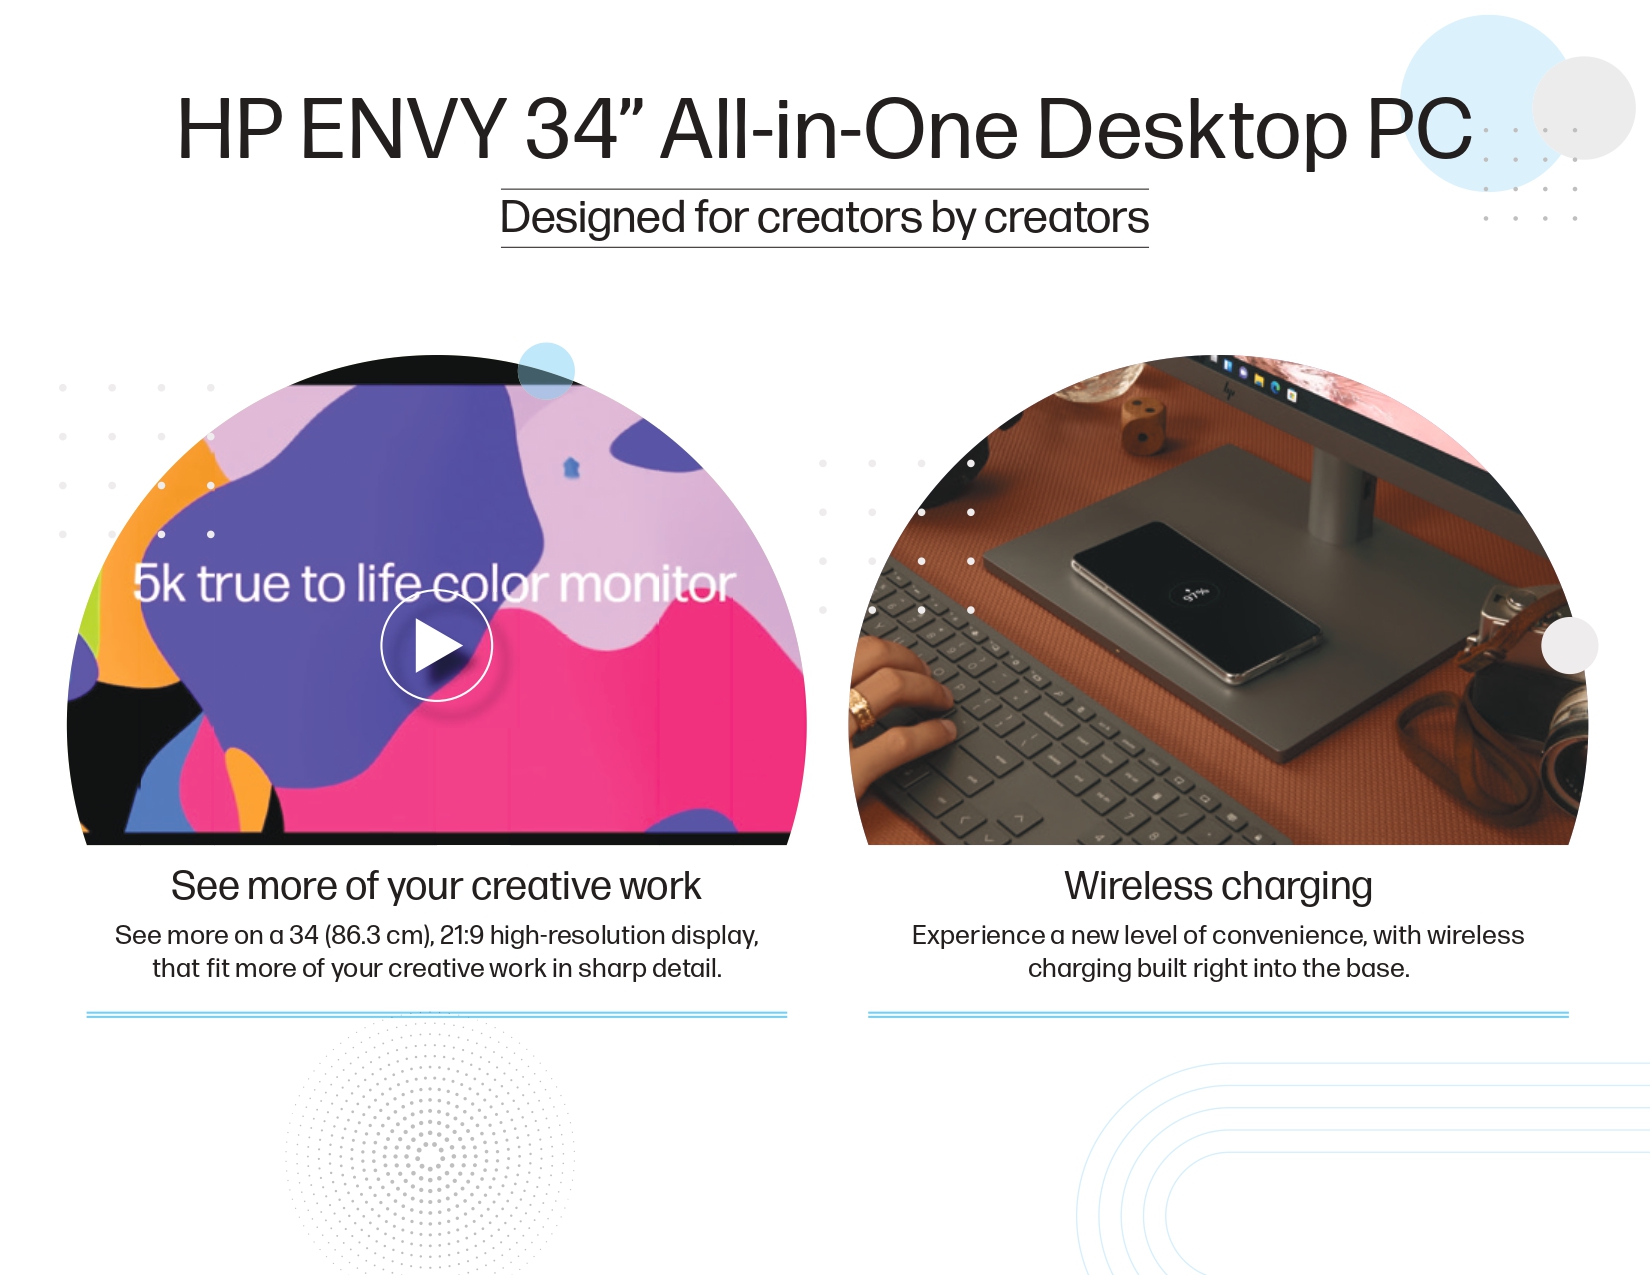 HP ENVY 34” All-in-One Desktop PC
Designed for creators by creators
5k true to life color monitor
hp
97%
See more of your creative work
See more on a 34 (86.3 cm), 21:9 high-resolution display,
that fit more of your creative work in sharp detail.
Wireless charging
Experience a new level of convenience, with wireless
charging built right into the base.